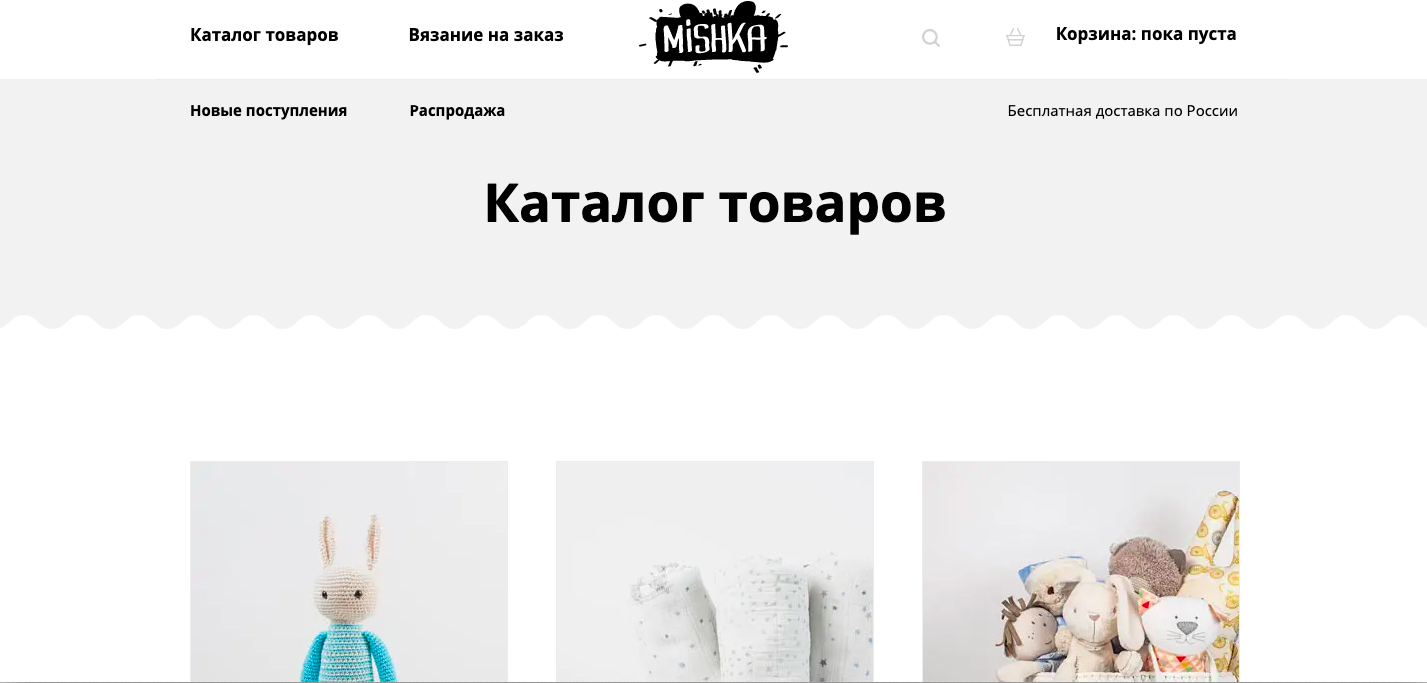 Каталог товаров
Вязание на заказ
MiSHKA
Корзина: пока пуста
Новые поступления
Распродажа
Бесплатная доставка по России
Каталог товаров